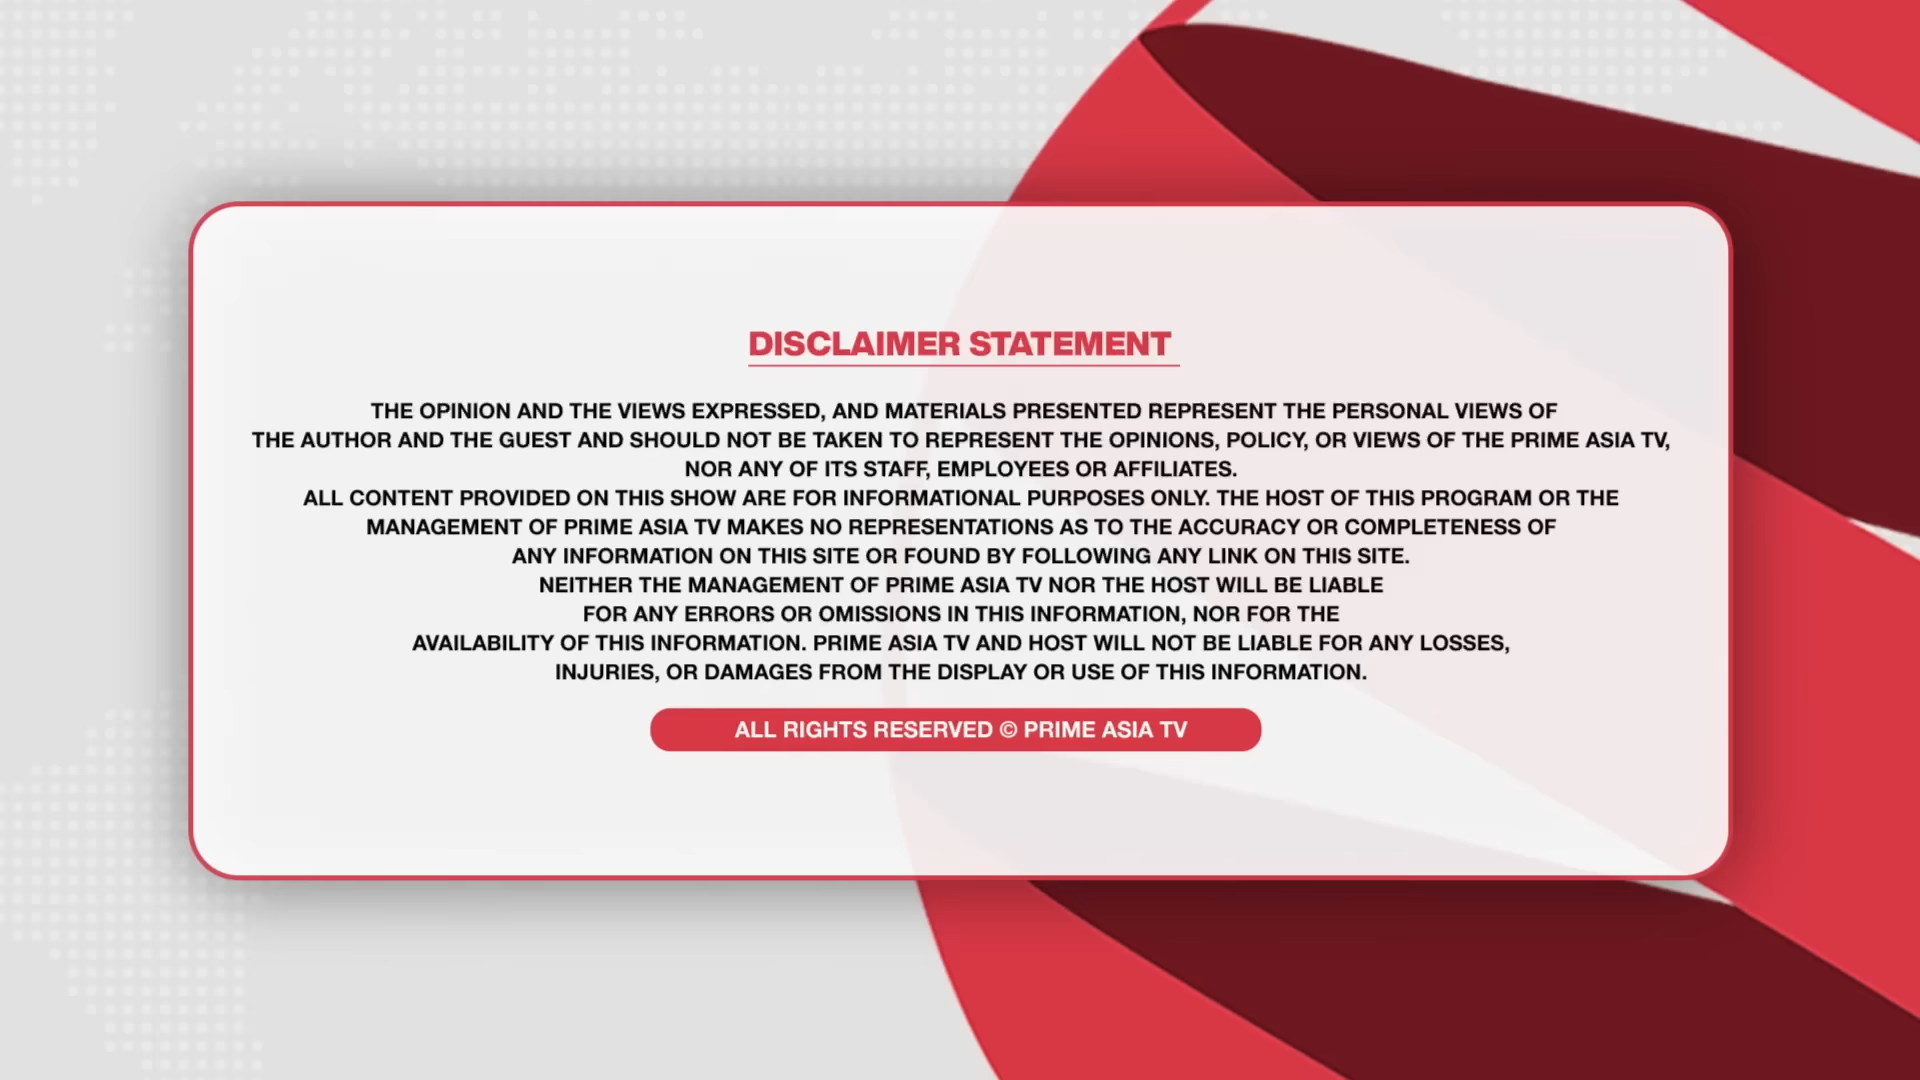 DISCLAIMER STATEMENT
THE OPINION AND THE VIEWS EXPRESSED, AND MATERIALS PRESENTED REPRESENT THE PERSONAL VIEWS OF
THE AUTHOR AND THE GUEST AND SHOULD NOT BE TAKEN TO REPRESENT THE OPINIONS, POLICY, OR VIEWS OF THE PRIME ASIA TV,
NOR ANY OF ITS STAFF, EMPLOYEES OR AFFILIATES.
ALL CONTENT PROVIDED ON THIS SHOW ARE FOR INFORMATIONAL PURPOSES ONLY. THE HOST OF THIS PROGRAM OR THE
MANAGEMENT OF PRIME ASIA TV MAKES NO REPRESENTATIONS AS TO THE ACCURACY OR COMPLETENESS OF
ANY INFORMATION ON THIS SITE OR FOUND BY FOLLOWING ANY LINK ON THIS SITE.
NEITHER THE MANAGEMENT OF PRIME ASIA TV NOR THE HOST WILL BE LIABLE
FOR ANY ERRORS OR OMISSIONS IN THIS INFORMATION, NOR FOR THE
AVAILABILITY OF THIS INFORMATION. PRIME ASIA TV AND HOST WILL NOT BE LIABLE FOR ANY LOSSES,
INJURIES, OR DAMAGES FROM THE DISPLAY OR USE OF THIS INFORMATION.
ALL RIGHTS RESERVED © PRIME ASIA TV